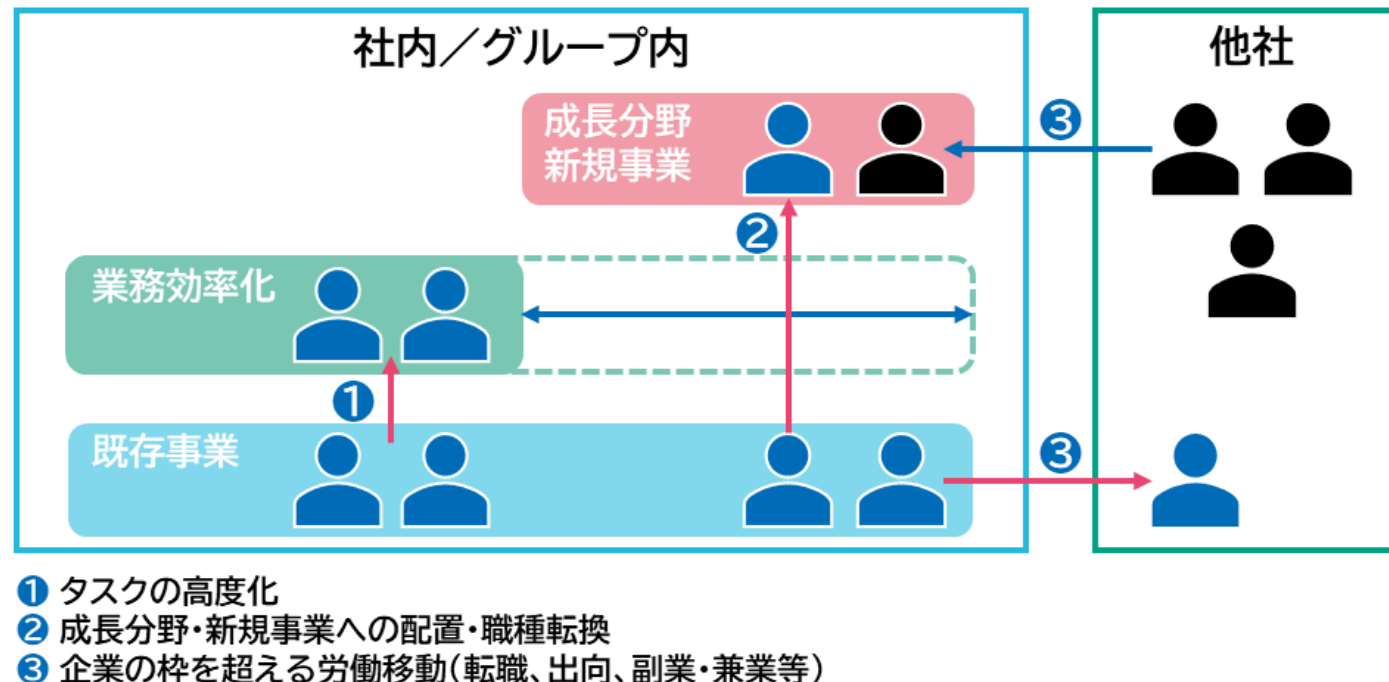 社内／グループ内
他社
成長分野
新規事業
❸
❷
業務効率化
❶
既存事業
❸
❶ タスクの高度化
❷ 成長分野・新規事業への配置・職種転換
❸ 企業の枠を超える労働移動(転職、出向、副業・兼業等)